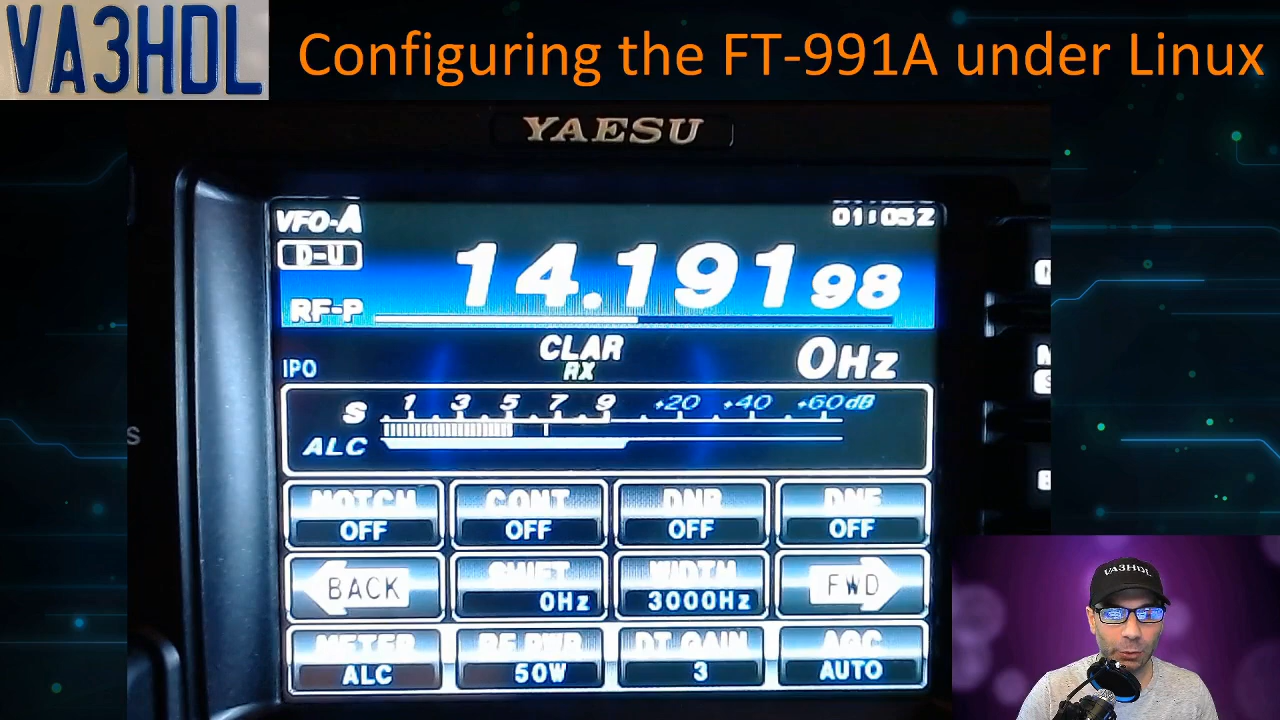 VA3HDL
Configuring the FT-991A under Linux
YAESU
VFO-A
01:05Z
D-U
14.191 98
RF-P
CLAR
RX
0Hz
IPO
S 1 3 5 7 9 +20 +40 +60dB
S
ALC
NOTCH CONT DNR DNF
OFF OFF OFF OFF
BACK SHIFT WIDTH FWD
0Hz 3000Hz
METER RF PWR DT GAIN AGC
ALC 50W 3 AUTO
VA3HDL